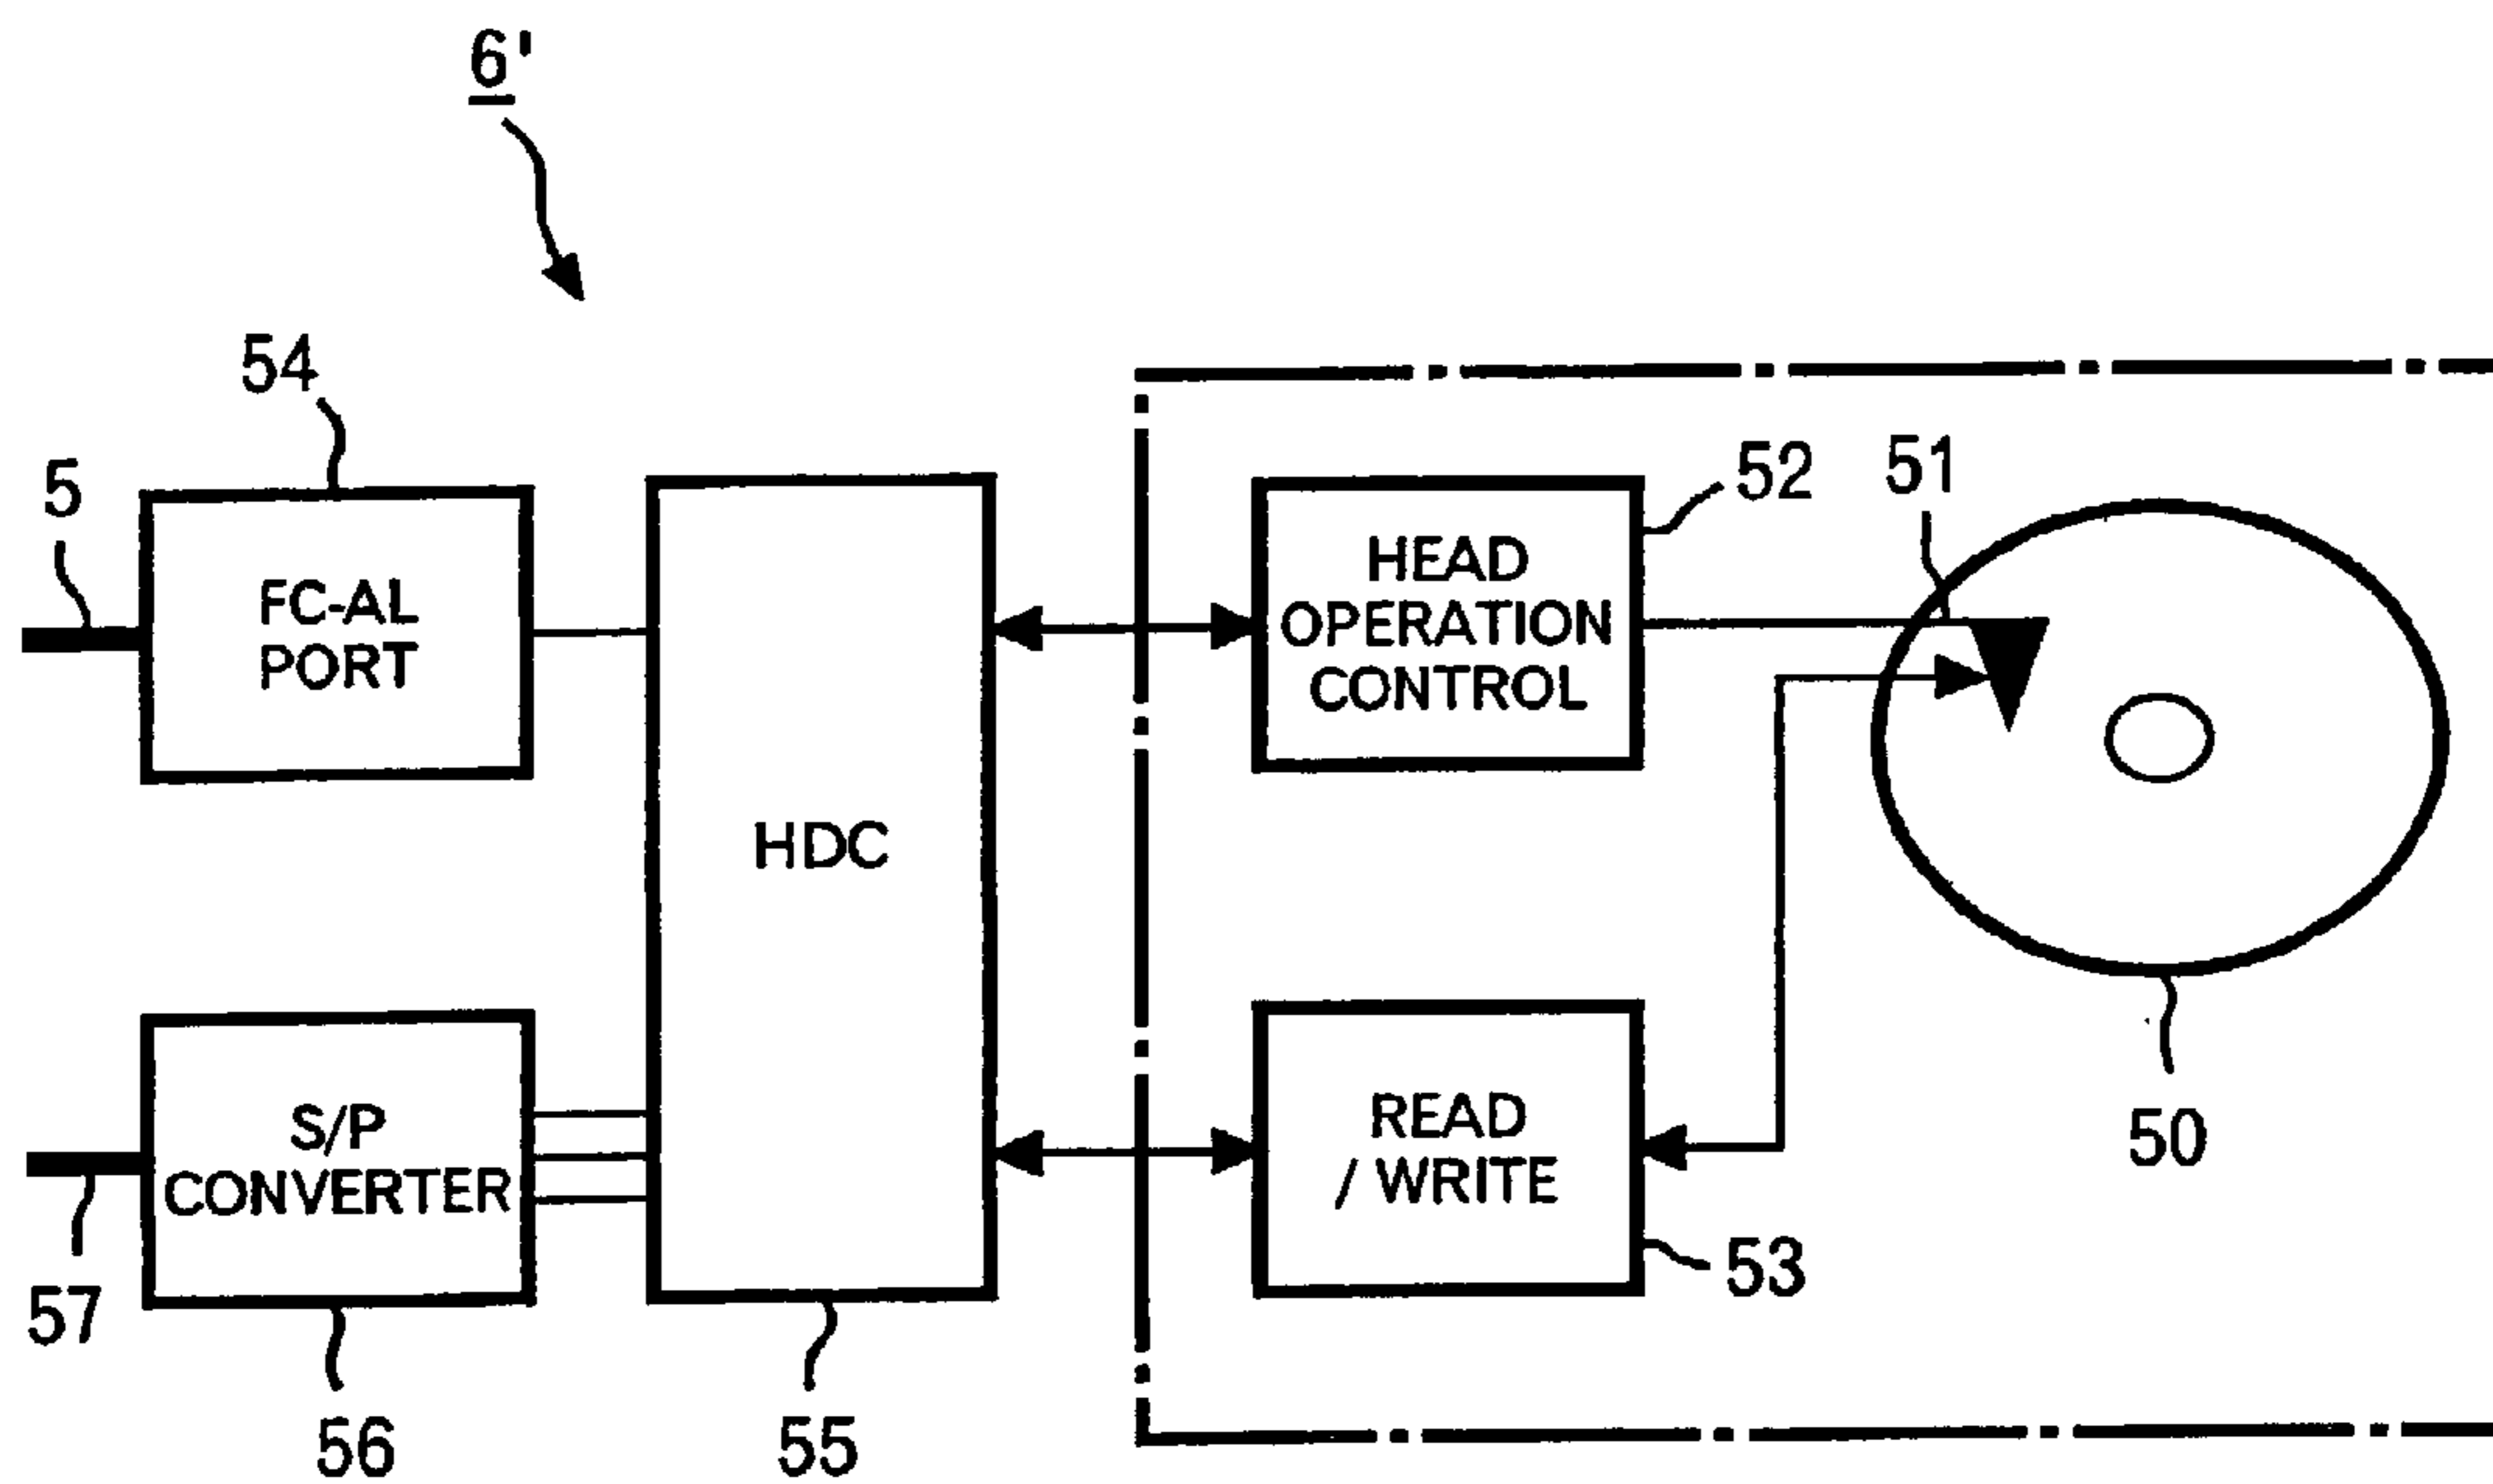 6'
54
5
FC-AL
PORT
HDC
HEAD
OPERATION
CONTROL
52
51
50
S/P
CONVERTER
READ
/ WRITE
53
57
56
55